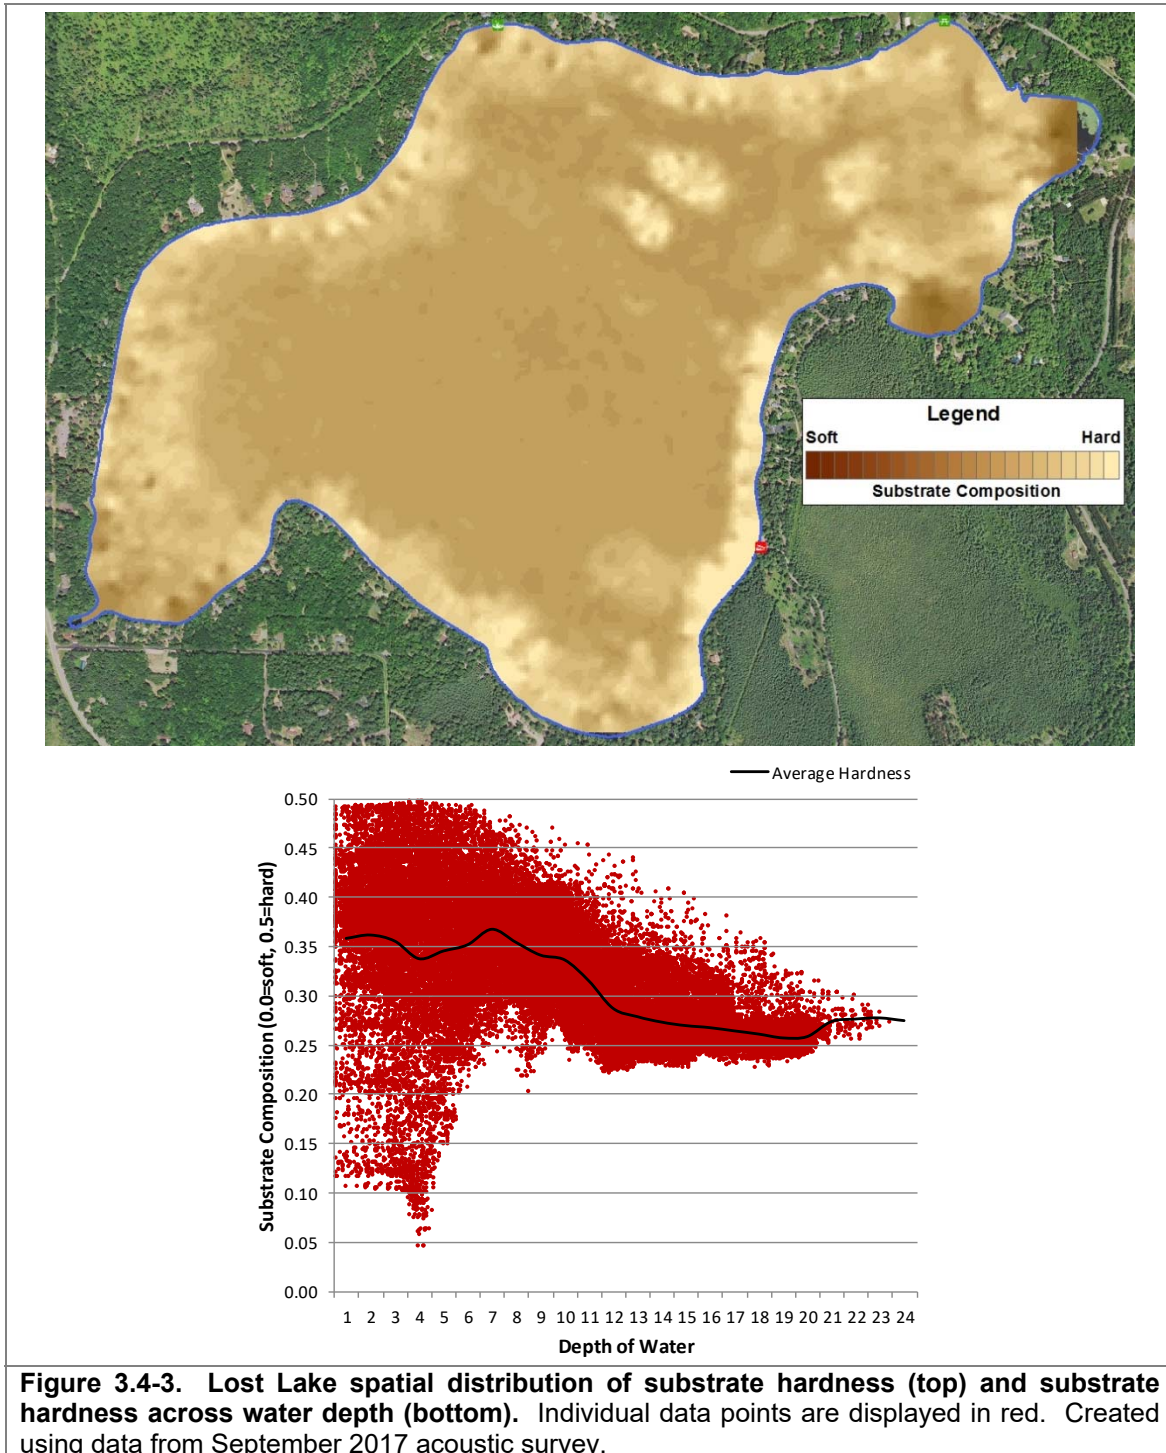 Legend
Soft Hard
Substrate Composition
Average Hardness
Substrate Composition (0.0=soft, 0.5=hard)
0.50
0.45
0.40
0.35
0.30
0.25
0.20
0.15
0.10
0.05
0.00
1 2 3 4 5 6 7 8 9 10 11 12 13 14 15 16 17 18 19 20 21 22 23 24
Depth of Water
Figure 3.4-3. Lost Lake spatial distribution of substrate hardness (top) and substrate
hardness across water depth (bottom). Individual data points are displayed in red. Created
using data from September 2017 acoustic survey.